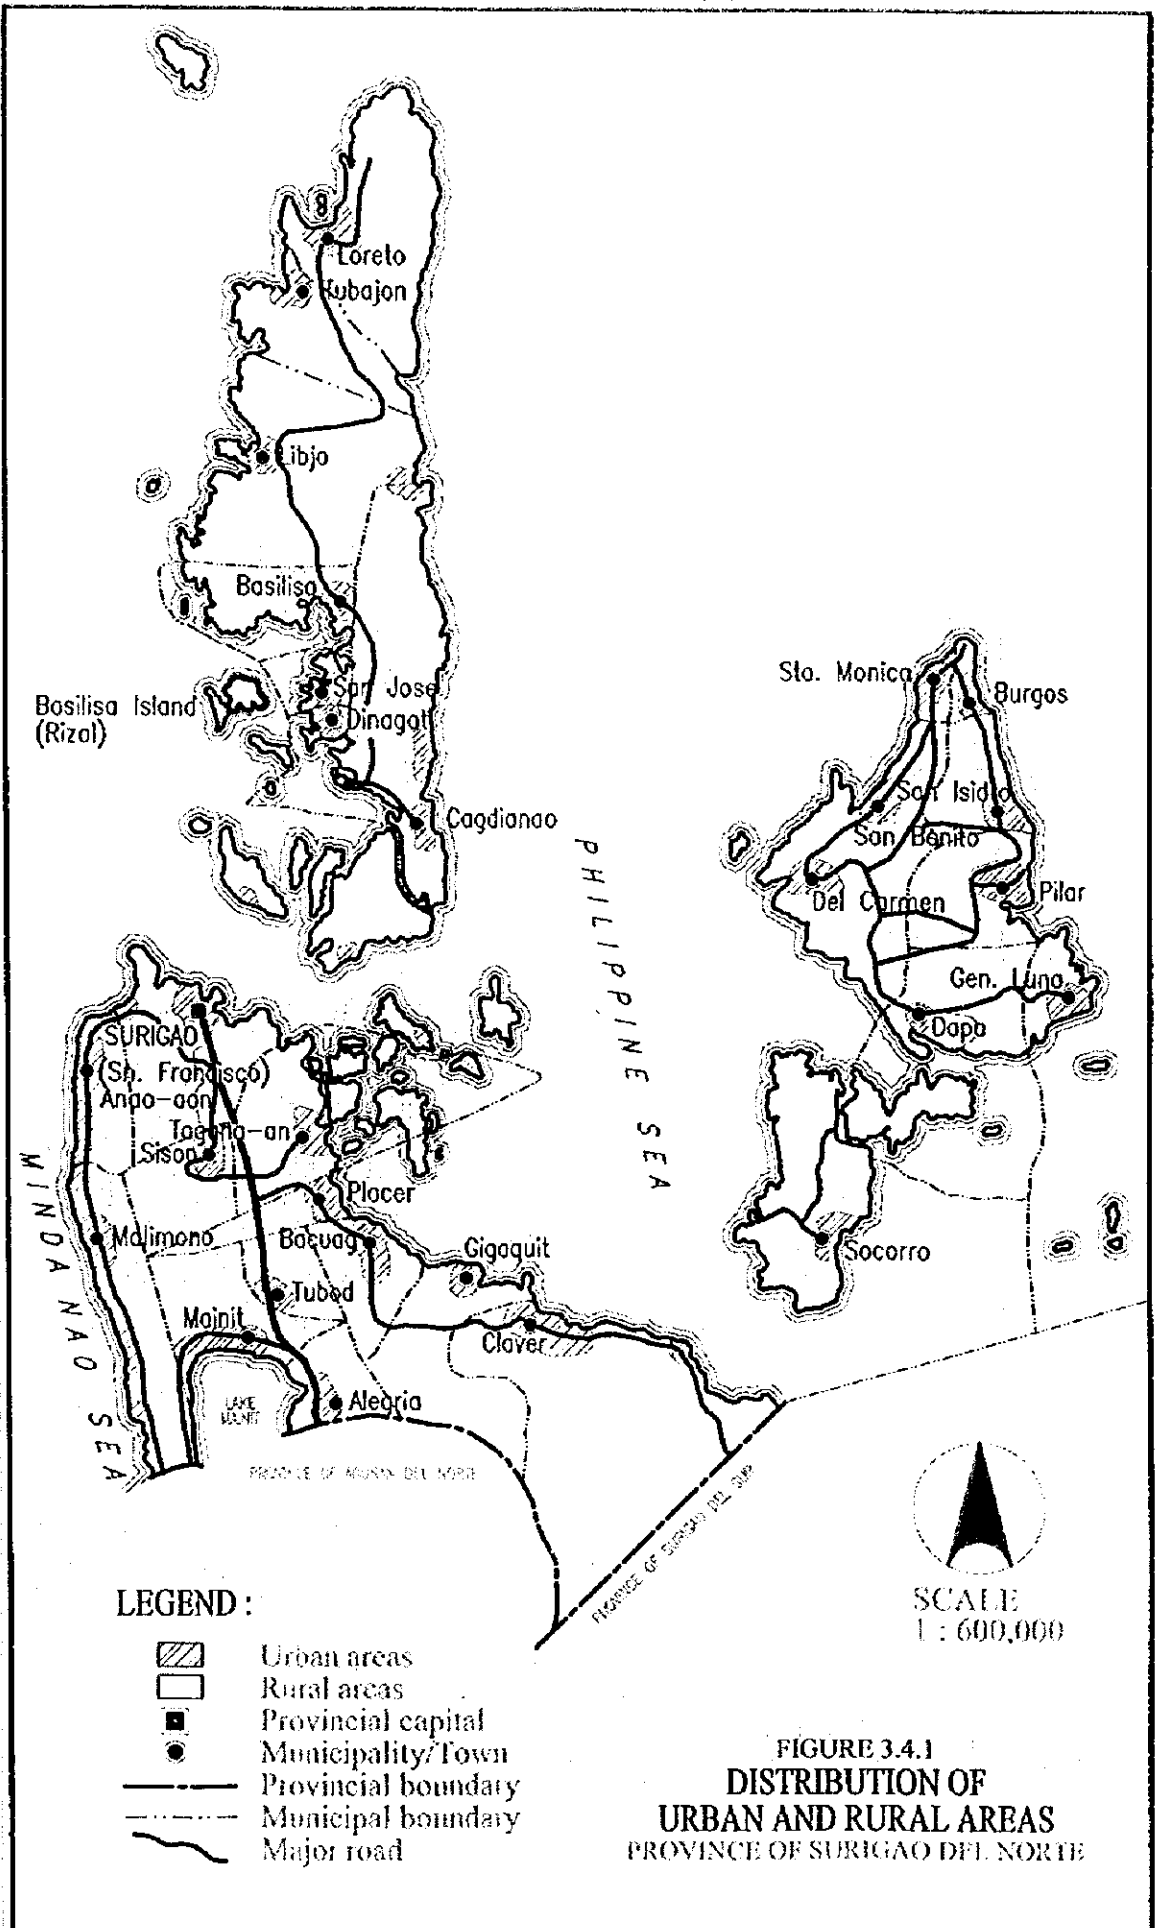 Loreto
Tubajon
Libjo
Basilisa
San Jose
Dinagat
Basilisa Island
(Rizal)
Cagdianao
Sta. Monica
Burgos
San Isidro
San Benito
Del Carmen
Pilar
Gen. Luna
Dapa
Socorro
PHILIPPINE SEA
SURIGAO
(Sn. Francisco)
Anao-aon
Tagana-an
Sison
Placer
Malimono
Bacuag
Gigaquit
Tubod
Mainit
Claver
Alegria
LAKE
MAINIT
MINDANAO SEA
PROVINCE OF AGUSAN DEL NORTE
PROVINCE OF SURIGAO DEL SUR
SCALE
1 : 600,000
LEGEND :
Urban areas
Rural areas
Provincial capital
Municipality/Town
Provincial boundary
Municipal boundary
Major road
FIGURE 3.4.1
DISTRIBUTION OF
URBAN AND RURAL AREAS
PROVINCE OF SURIGAO DEL NORTE